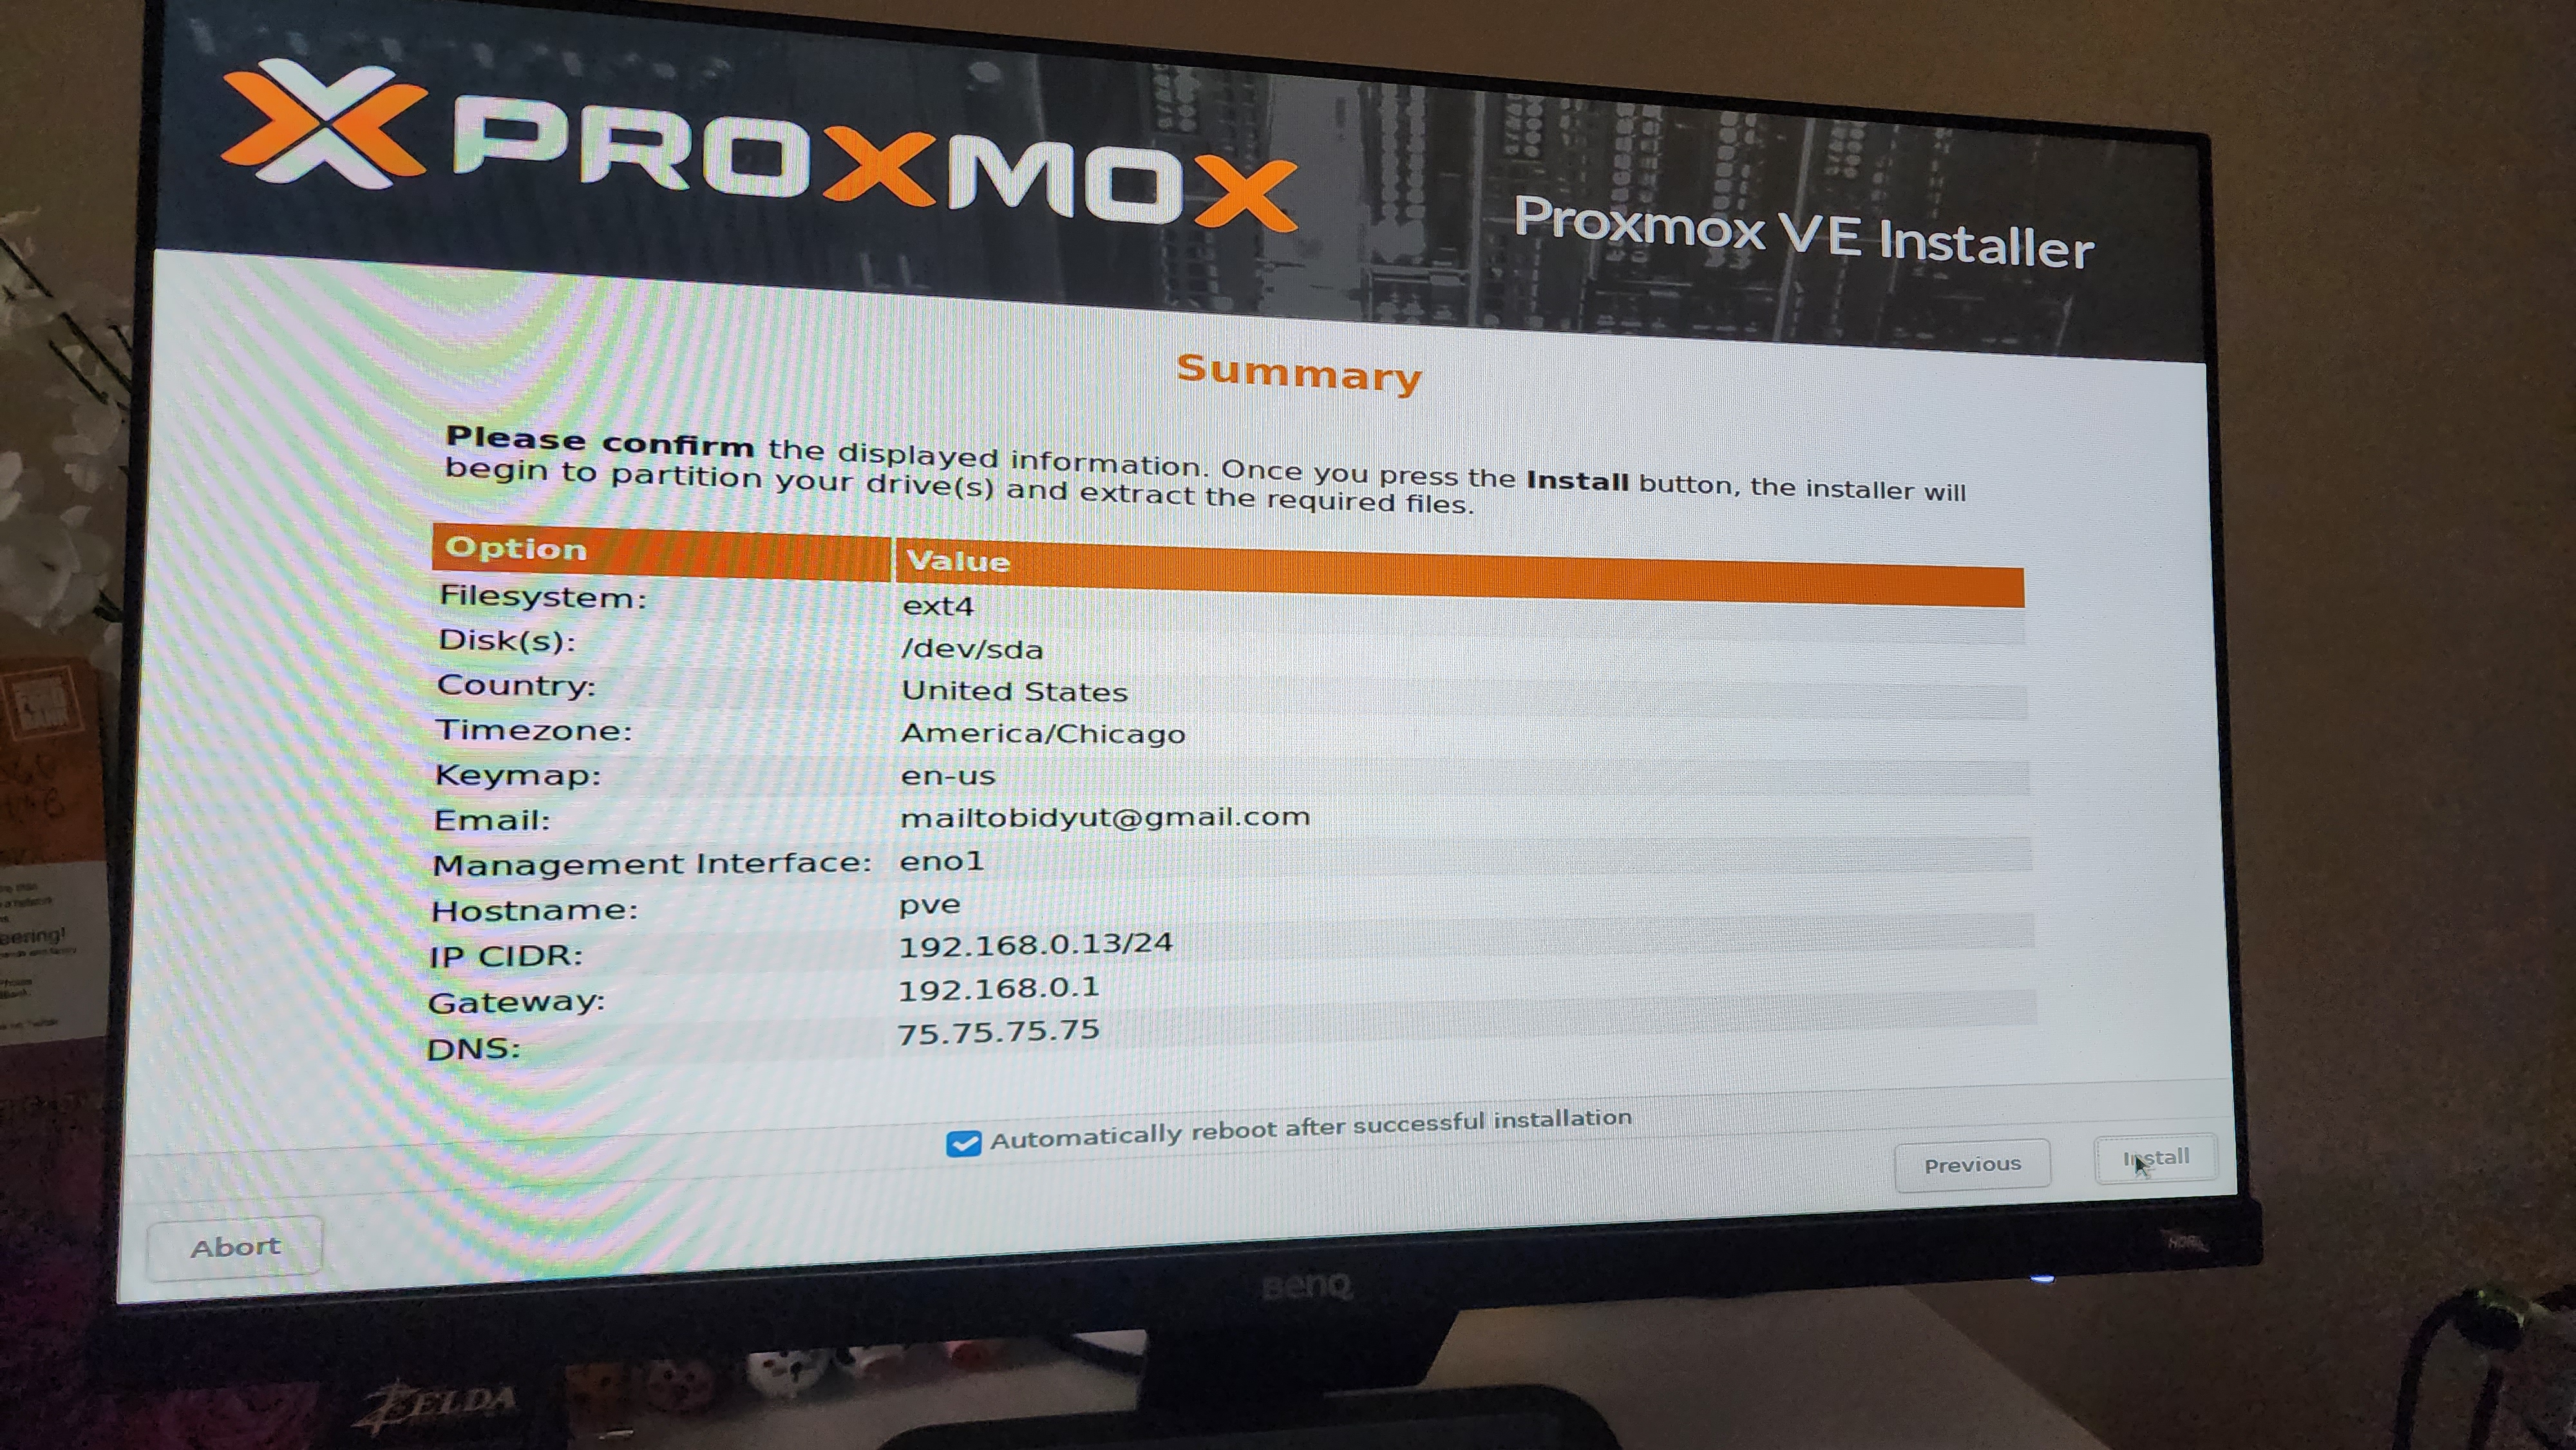 PROXMOX
Proxmox VE Installer
Summary
Please confirm the displayed information. Once you press the Install button, the installer will
begin to partition your drive(s) and extract the required files.
Option Value
Filesystem: ext4
Disk(s): /dev/sda
Country: United States
Timezone: America/Chicago
Keymap: en-us
Email: mailtobidyut@gmail.com
Management Interface: eno1
Hostname: pve
IP CIDR: 192.168.0.13/24
Gateway: 192.168.0.1
DNS: 75.75.75.75
Automatically reboot after successful installation
Previous Install
Abort
BenQ
HDMI
ZELDA